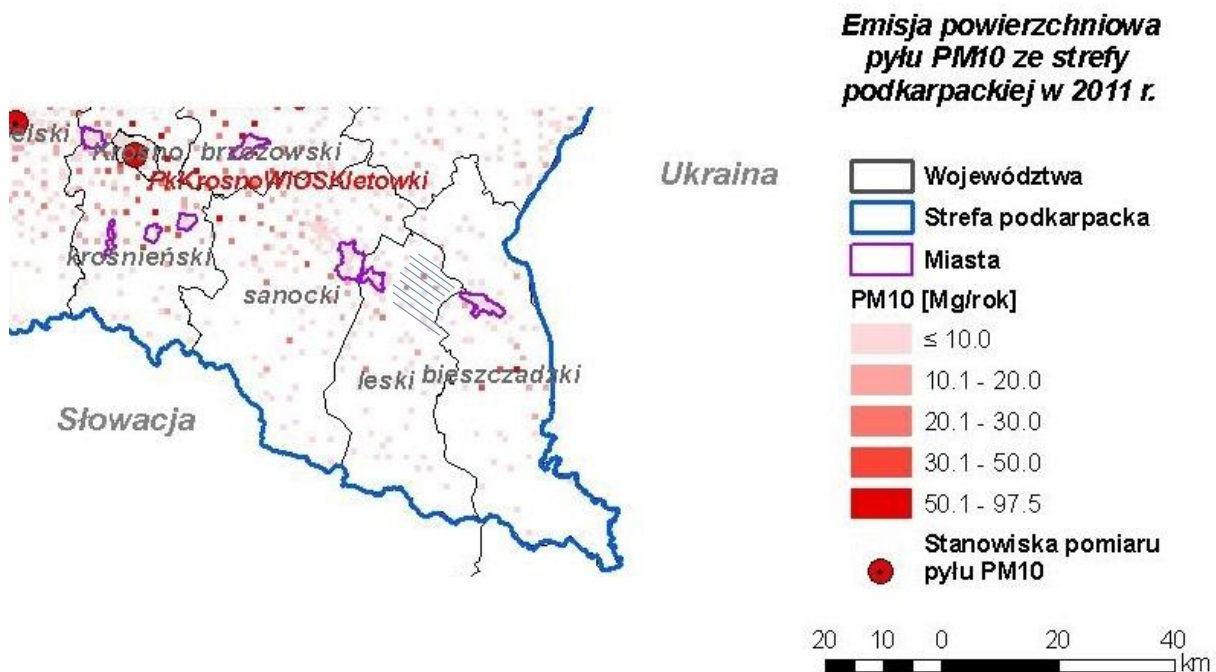 Emisja powierzchniowa
pyłu PM10 ze strefy
podkarpackiej w 2011 r.
elski
Krosno brzozowski
PkKrosnoWIOSKletowki
krośnieński
sanocki
leski bieszczadzki
Słowacja
Ukraina
Województwa
Strefa podkarpacka
Miasta
PM10 [Mg/rok]
≤ 10.0
10.1 - 20.0
20.1 - 30.0
30.1 - 50.0
50.1 - 97.5
Stanowiska pomiaru
pyłu PM10
20 10 0 20 40
km